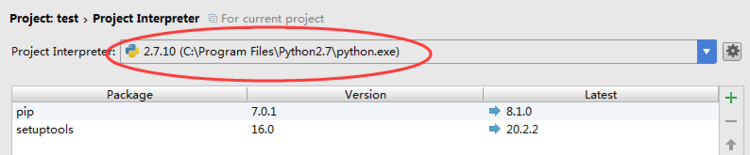 Project: test › Project Interpreter For current project
Project Interpreter: 2.7.10 (C:\Program Files\Python2.7\python.exe)
Package Version Latest
pip 7.0.1 8.1.0
setuptools 16.0 20.2.2